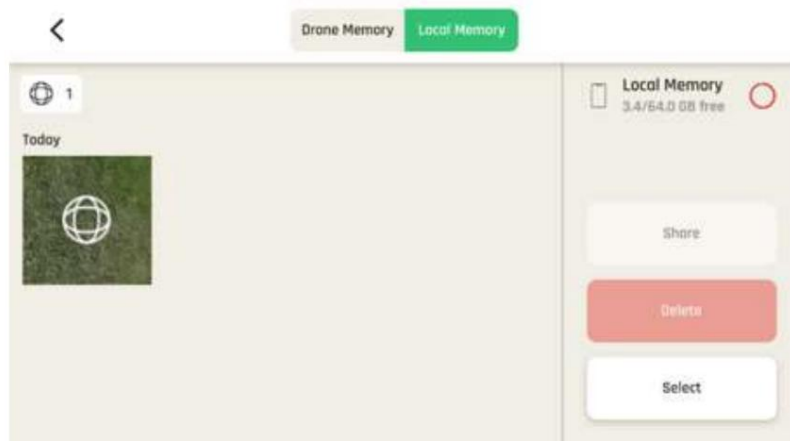 Drone Memory
Local Memory
1
Today
Local Memory
3.4/64.0 GB free
Share
Delete
Select